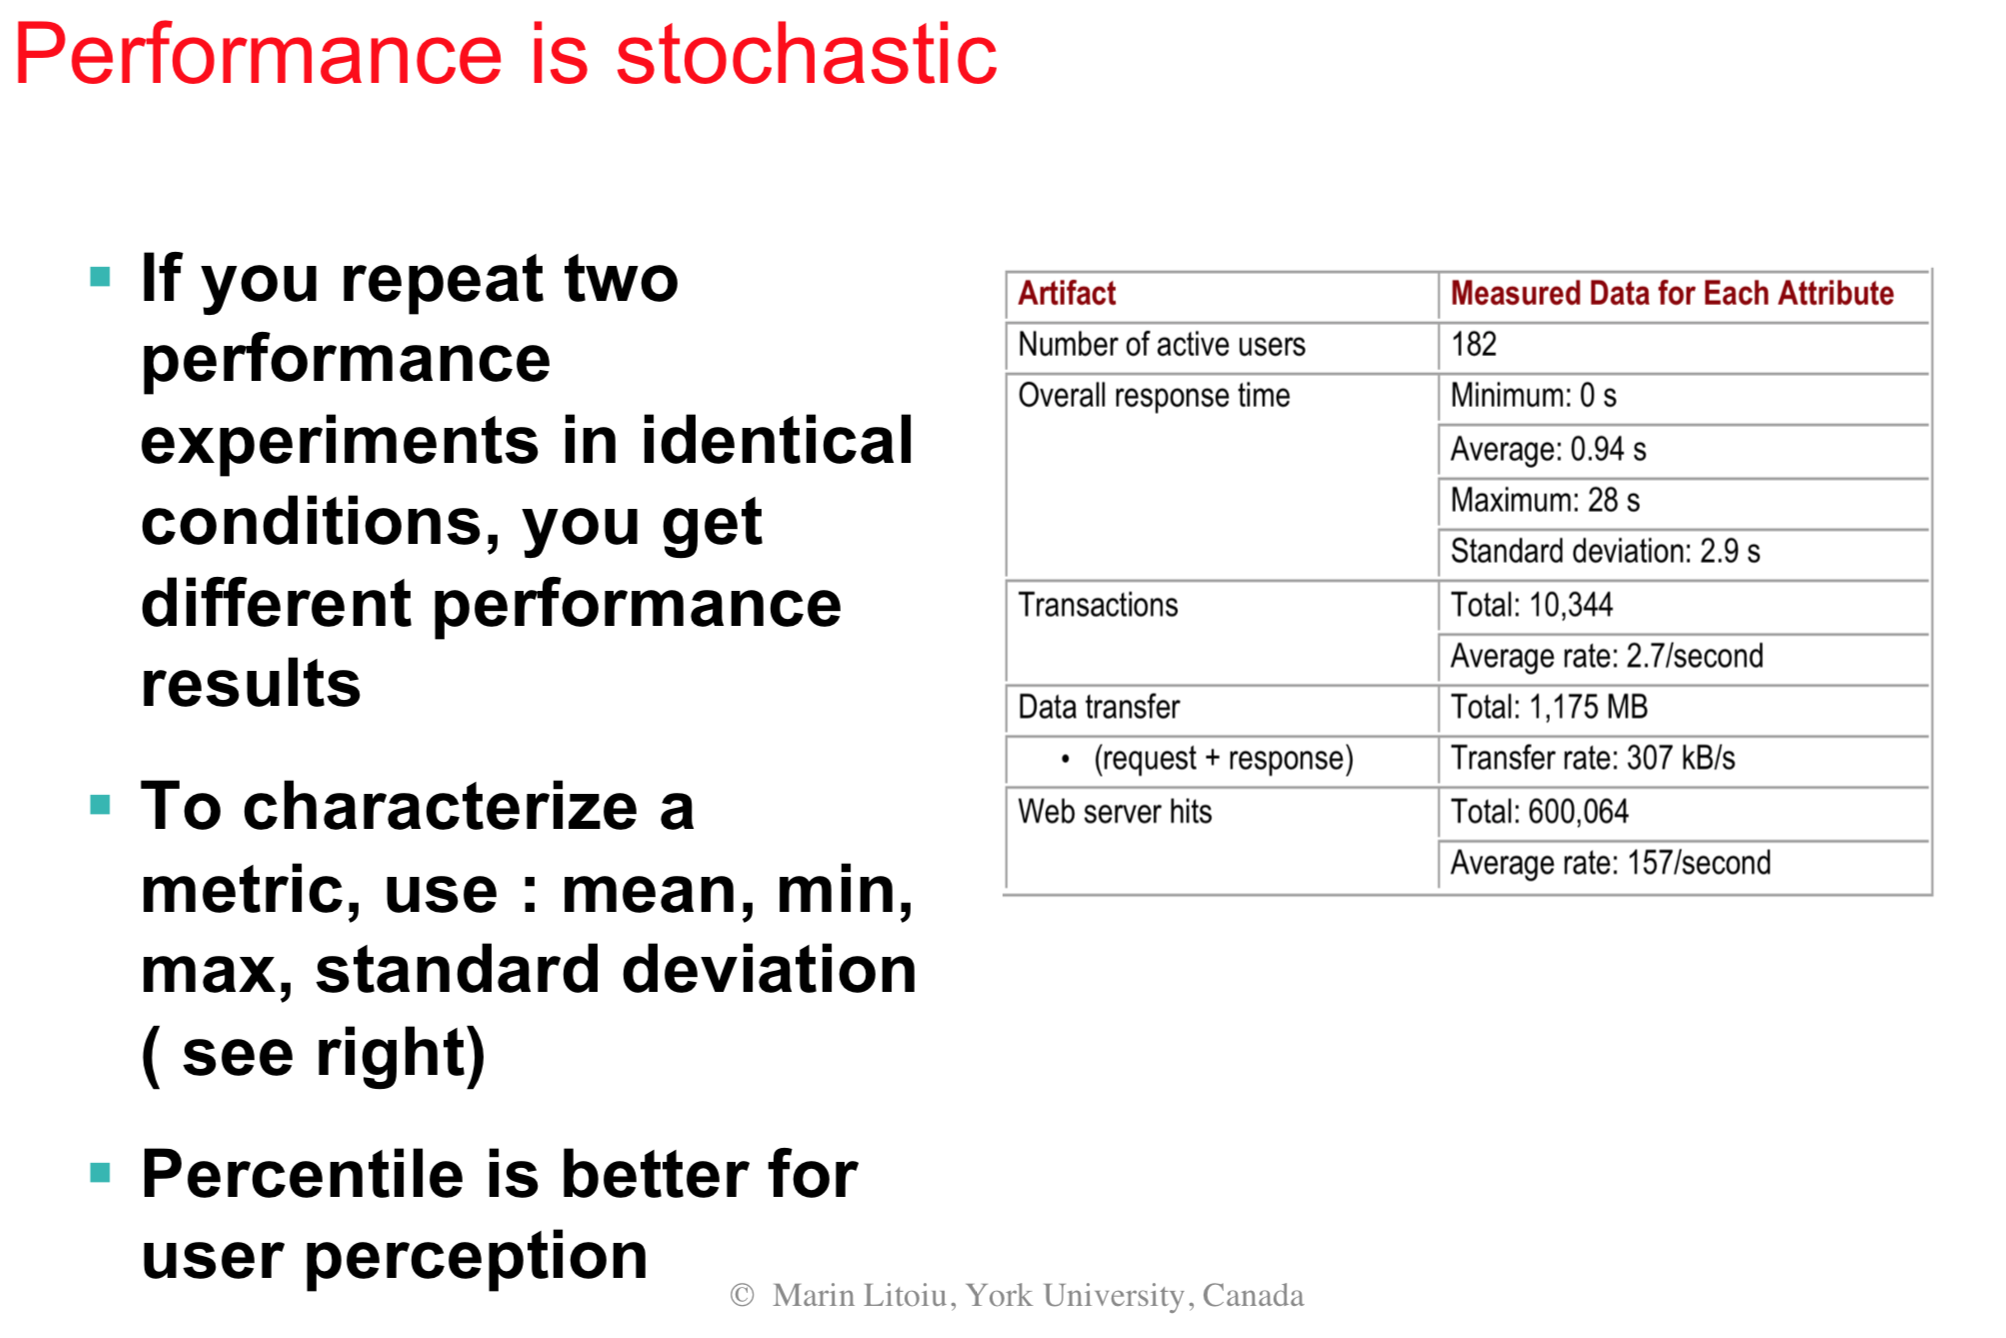 Performance is stochastic
▪ If you repeat two
performance
experiments in identical
conditions, you get
different performance
results
▪ To characterize a
metric, use : mean, min,
max, standard deviation
( see right)
▪ Percentile is better for
user perception
Artifact Measured Data for Each Attribute
Number of active users 182
Overall response time Minimum: 0 s
Average: 0.94 s
Maximum: 28 s
Standard deviation: 2.9 s
Transactions Total: 10,344
Average rate: 2.7/second
Data transfer Total: 1,175 MB
• (request + response) Transfer rate: 307 kB/s
Web server hits Total: 600,064
Average rate: 157/second
© Marin Litoiu, York University, Canada